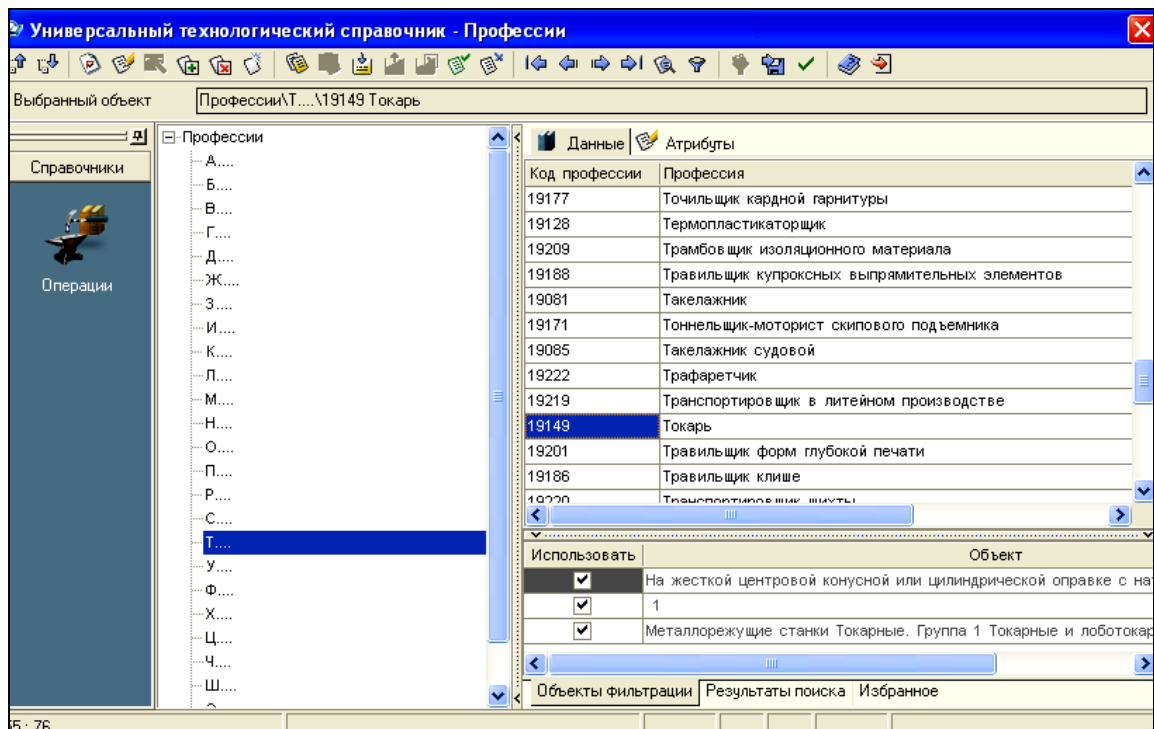 Универсальный технологический справочник - Профессии
Выбранный объект Профессии\Т....\19149 Токарь
Справочники
Операции
Профессии
А....
Б....
В....
Г....
Д....
Ж....
З....
И....
К....
Л....
М....
Н....
О....
П....
Р....
С....
Т....
У....
Ф....
Х....
Ц....
Ч....
Ш....
Данные Атрибуты
Код профессии Профессия
19177 Точильщик кардной гарнитуры
19128 Термопластикаторщик
19209 Трамбовщик изоляционного материала
19188 Травильщик купроксных выпрямительных элементов
19081 Такелажник
19171 Тоннельщик-моторист скипового подъемника
19085 Такелажник судовой
19222 Трафаретчик
19219 Транспортировщик в литейном производстве
19149 Токарь
19201 Травильщик форм глубокой печати
19186 Травильщик клише
19220 Транспортировщик шихты
Использовать Объект
На жесткой центровой конусной или цилиндрической оправке с на
1
Металлорежущие станки Токарные. Группа 1 Токарные и лоботокар
Объекты фильтрации Результаты поиска Избранное
: 76